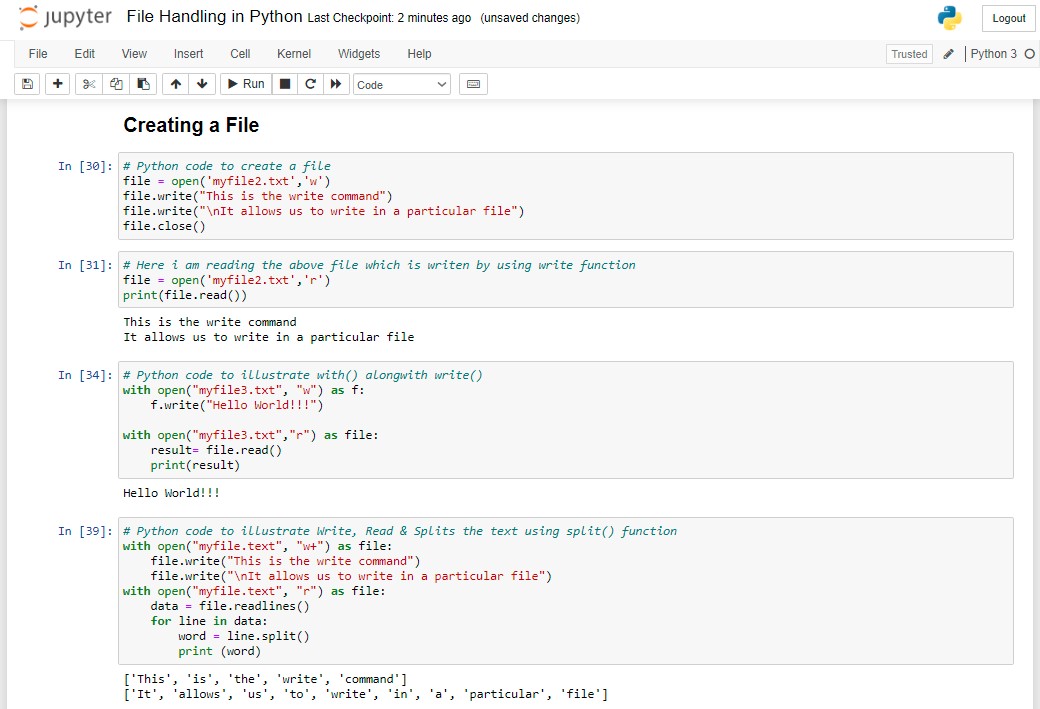 jupyter File Handling in Python Last Checkpoint: 2 minutes ago (unsaved changes) Logout
File Edit View Insert Cell Kernel Widgets Help Trusted Python 3
Run Code
Creating a File
In [30]: # Python code to create a file
file = open('myfile2.txt','w')
file.write("This is the write command")
file.write("\nIt allows us to write in a particular file")
file.close()
In [31]: # Here i am reading the above file which is writen by using write function
file = open('myfile2.txt','r')
print(file.read())
This is the write command
It allows us to write in a particular file
In [34]: # Python code to illustrate with() alongwith write()
with open("myfile3.txt", "w") as f:
    f.write("Hello World!!!")
with open("myfile3.txt","r") as file:
    result= file.read()
    print(result)
Hello World!!!
In [39]: # Python code to illustrate Write, Read & Splits the text using split() function
with open("myfile.text", "w+") as file:
    file.write("This is the write command")
    file.write("\nIt allows us to write in a particular file")
with open("myfile.text", "r") as file:
    data = file.readlines()
    for line in data:
        word = line.split()
        print (word)
['This', 'is', 'the', 'write', 'command']
['It', 'allows', 'us', 'to', 'write', 'in', 'a', 'particular', 'file']